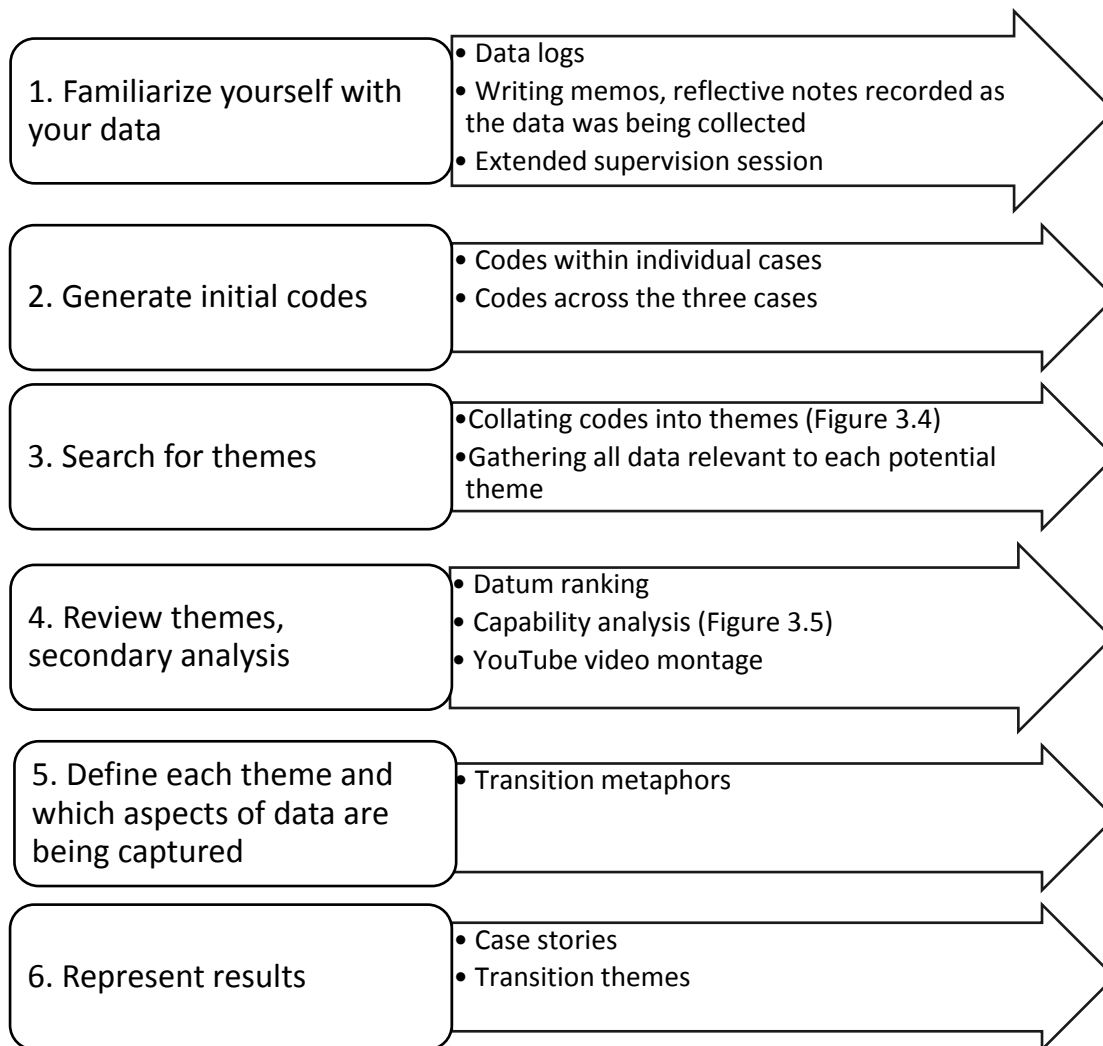 1. Familiarize yourself with
your data
• Data logs
• Writing memos, reflective notes recorded as
the data was being collected
• Extended supervision session
2. Generate initial codes
• Codes within individual cases
• Codes across the three cases
3. Search for themes
•Collating codes into themes (Figure 3.4)
•Gathering all data relevant to each potential
theme
4. Review themes,
secondary analysis
• Datum ranking
• Capability analysis (Figure 3.5)
• YouTube video montage
5. Define each theme and
which aspects of data are
being captured
• Transition metaphors
6. Represent results
• Case stories
• Transition themes